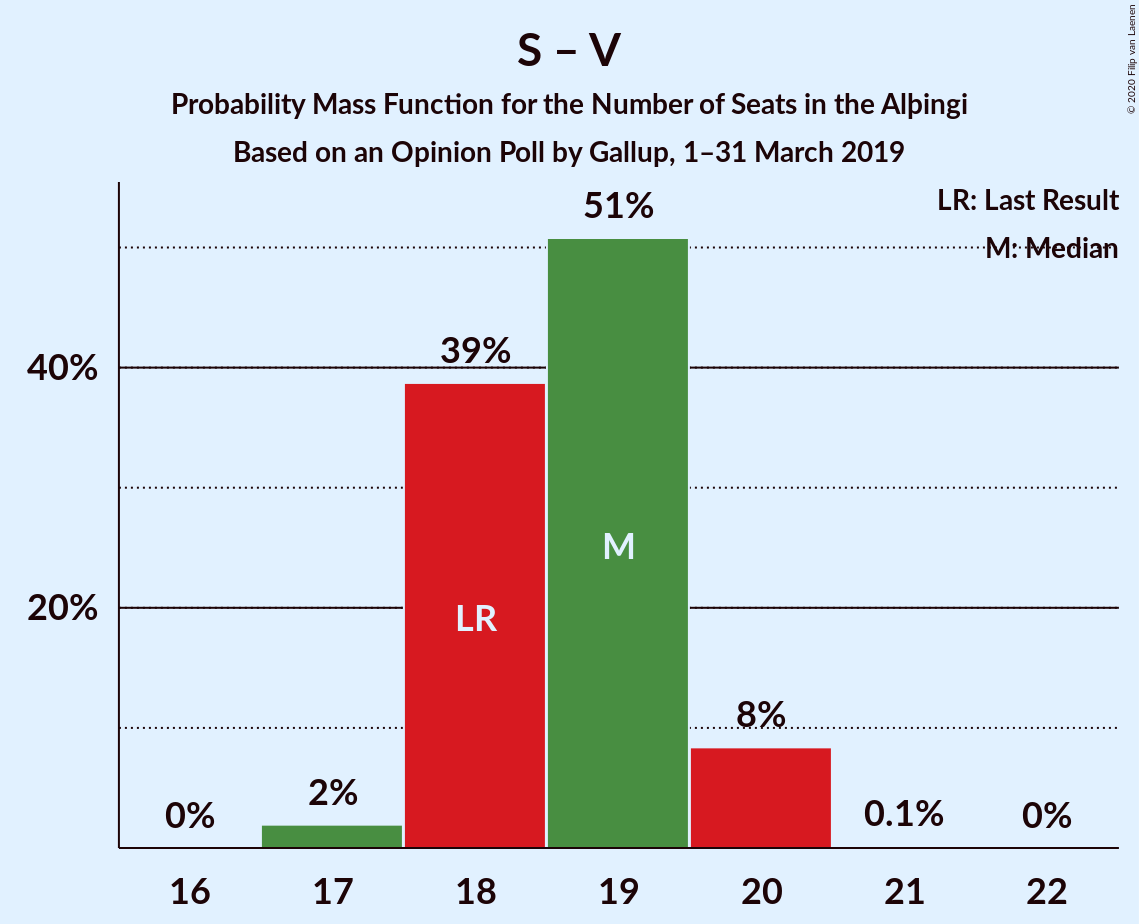 S – V
Probability Mass Function for the Number of Seats in the Alþingi
Based on an Opinion Poll by Gallup, 1–31 March 2019
© 2020 Filip van Laenen
LR: Last Result
M: Median
51%
39%
40%
M
20%
LR
8%
2%
0%
0.1%
0%
16 17 18 19 20 21 22